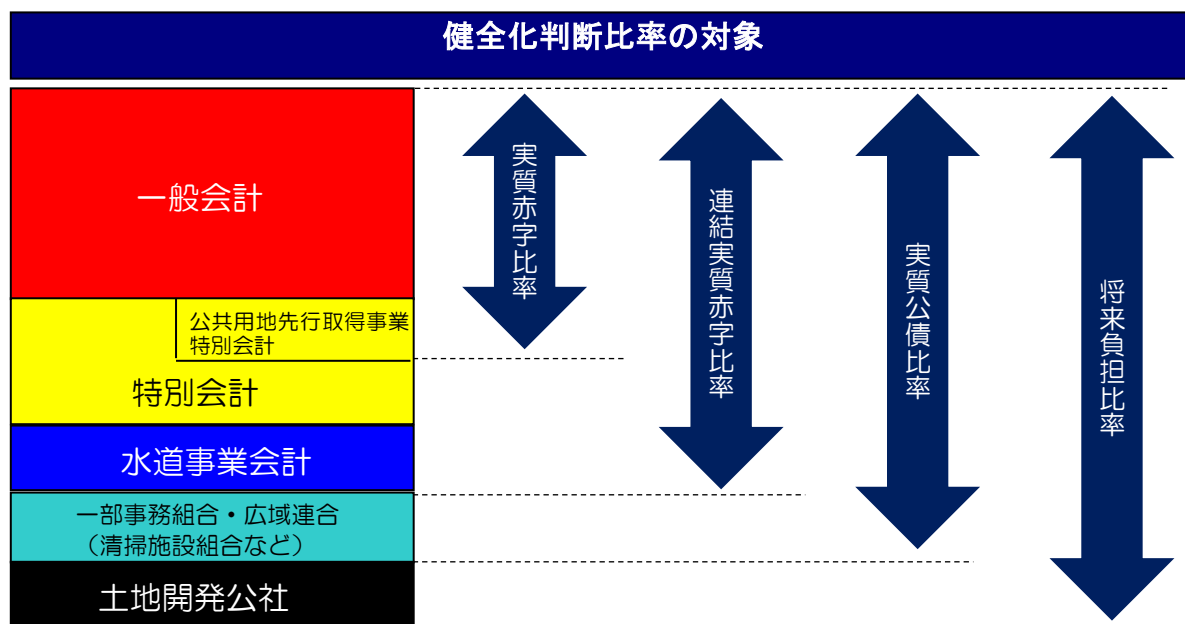 健全化判断比率の対象
一般会計
公共用地先行取得事業
特別会計
特別会計
水道事業会計
一部事務組合・広域連合
（清掃施設組合など）
土地開発公社
実質赤字比率
連結実質赤字比率
実質公債比率
将来負担比率